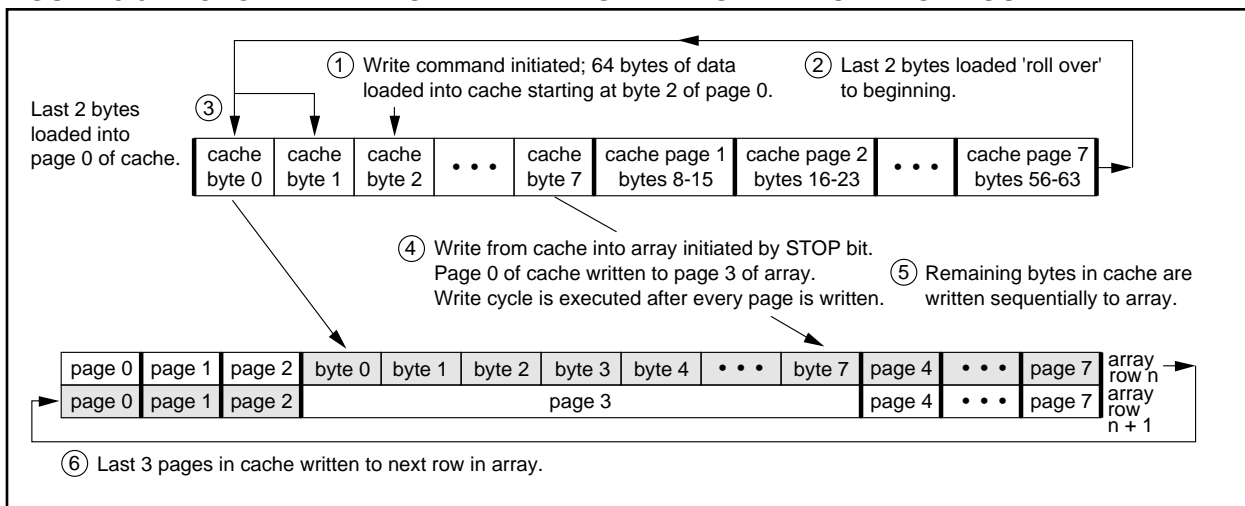 ① Write command initiated; 64 bytes of data
loaded into cache starting at byte 2 of page 0.
② Last 2 bytes loaded 'roll over'
to beginning.
③
Last 2 bytes
loaded into
page 0 of cache.
cache cache cache cache cache page 1 cache page 2 cache page 7
byte 0 byte 1 byte 2 • • • byte 7 bytes 8-15 bytes 16-23 • • • bytes 56-63
④ Write from cache into array initiated by STOP bit.
Page 0 of cache written to page 3 of array.
Write cycle is executed after every page is written.
⑤ Remaining bytes in cache are
written sequentially to array.
page 0 page 1 page 2 byte 0 byte 1 byte 2 byte 3 byte 4 • • • byte 7 page 4 • • • page 7 array
row n
page 0 page 1 page 2 page 3 page 4 • • • page 7 array
row
n + 1
⑥ Last 3 pages in cache written to next row in array.